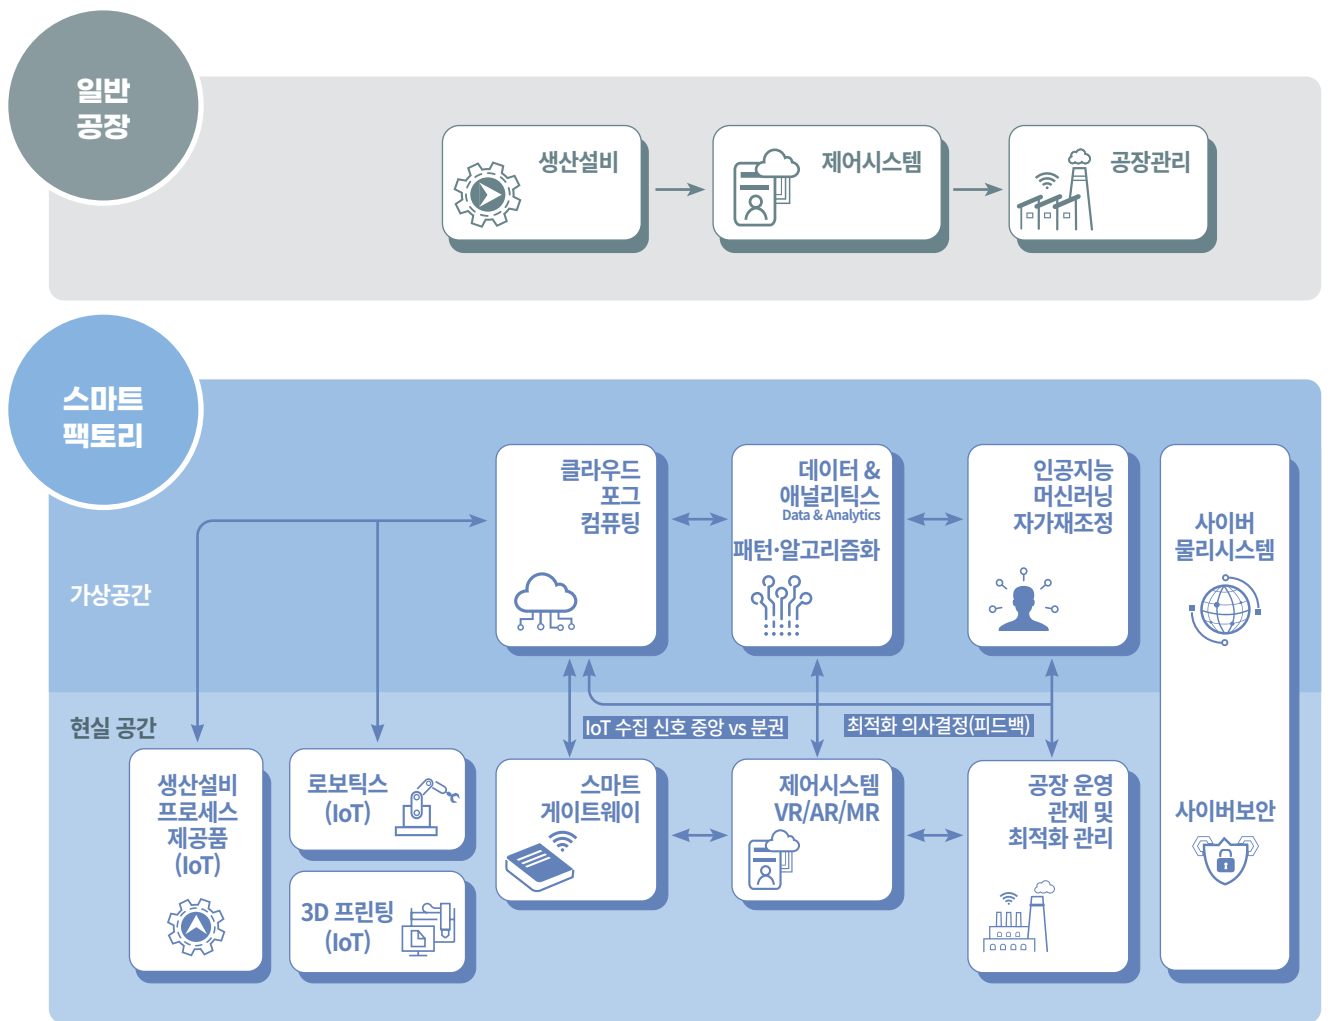 일반
공장
생산설비
제어시스템
공장관리
스마트
팩토리
클라우드
포그
컴퓨팅
데이터 &
애널리틱스
Data & Analytics
패턴·알고리즘화
인공지능
머신러닝
자가재조정
사이버
물리시스템
가상공간
현실 공간
IoT 수집 신호 중앙 vs 분권
최적화 의사결정(피드백)
생산설비
프로세스
제공품
(IoT)
로보틱스
(IoT)
3D 프린팅
(IoT)
스마트
게이트웨이
제어시스템
VR/AR/MR
공장 운영
관제 및
최적화 관리
사이버보안